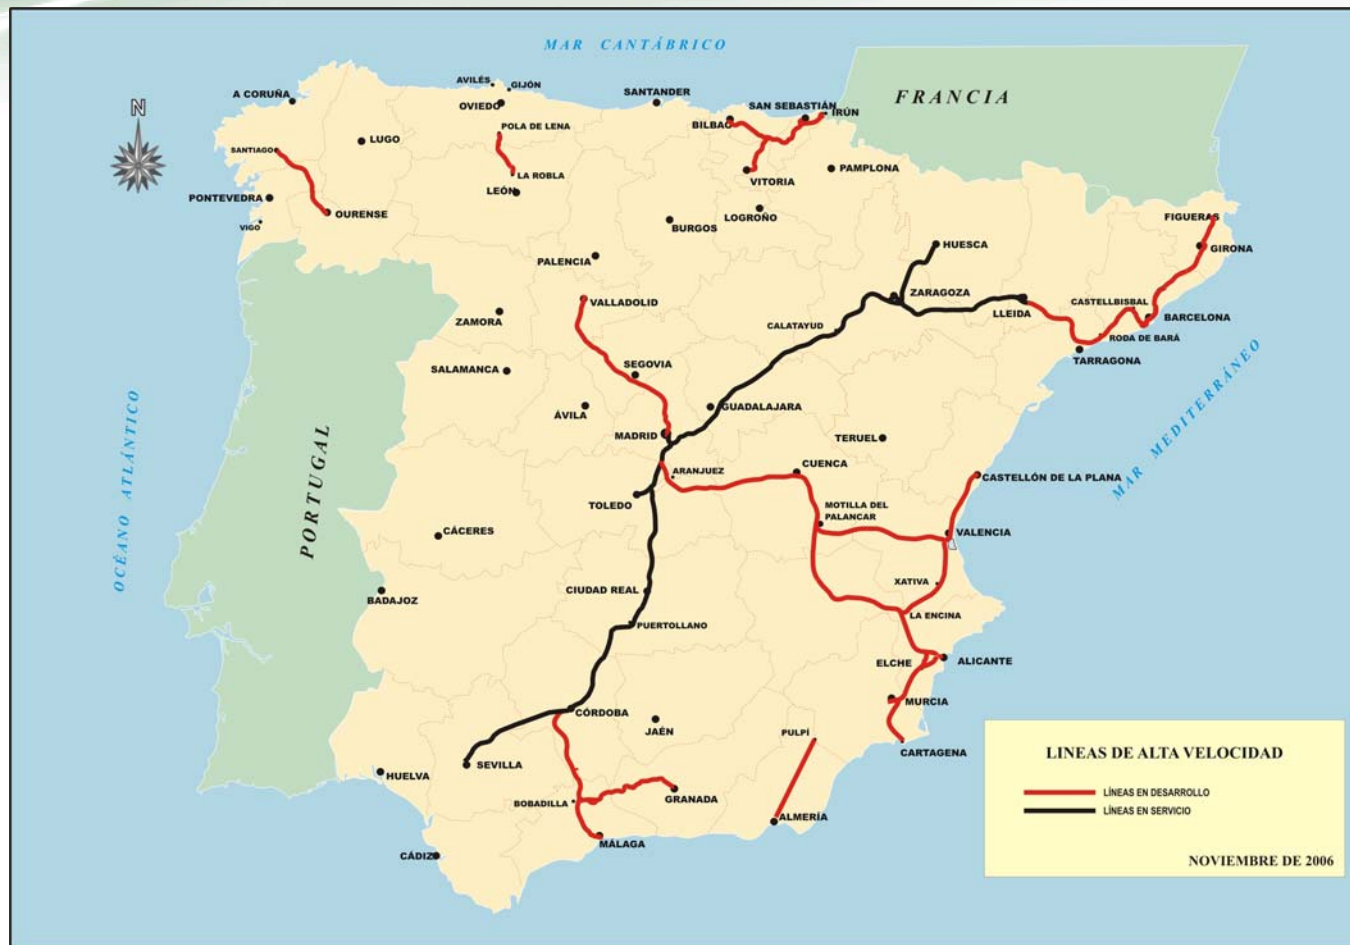 MAR CANTÁBRICO
AVILÉS
GIJÓN
A CORUÑA
OVIEDO
SANTANDER
SAN SEBASTIÁN
IRÚN
FRANCIA
N
BILBAO
POLA DE LENA
LUGO
SANTIAGO
LA ROBLA
VITORIA
PAMPLONA
LEÓN
PONTEVEDRA
OURENSE
LOGROÑO
BURGOS
FIGUERAS
VIGO
HUESCA
GIRONA
PALENCIA
ZARAGOZA
VALLADOLID
CASTELLBISBAL
LLEIDA
BARCELONA
ZAMORA
CALATAYUD
RODA DE BARÁ
TARRAGONA
SEGOVIA
SALAMANCA
GUADALAJARA
ÁVILA
MADRID
TERUEL
MAR MEDITERRÁNEO
OCÉANO ATLÁNTICO
PORTUGAL
ARANJUEZ
CUENCA
CASTELLÓN DE LA PLANA
TOLEDO
MOTILLA DEL
PALANCAR
CÁCERES
VALENCIA
XATIVA
CIUDAD REAL
BADAJOZ
LA ENCINA
PUERTOLLANO
ELCHE
ALICANTE
MURCIA
CÓRDOBA
JAÉN
PULPÍ
CARTAGENA
SEVILLA
HUELVA
GRANADA
BOBADILLA
ALMERÍA
MÁLAGA
CÁDIZ
LINEAS DE ALTA VELOCIDAD
LÍNEAS EN DESARROLLO
LÍNEAS EN SERVICIO
NOVIEMBRE DE 2006